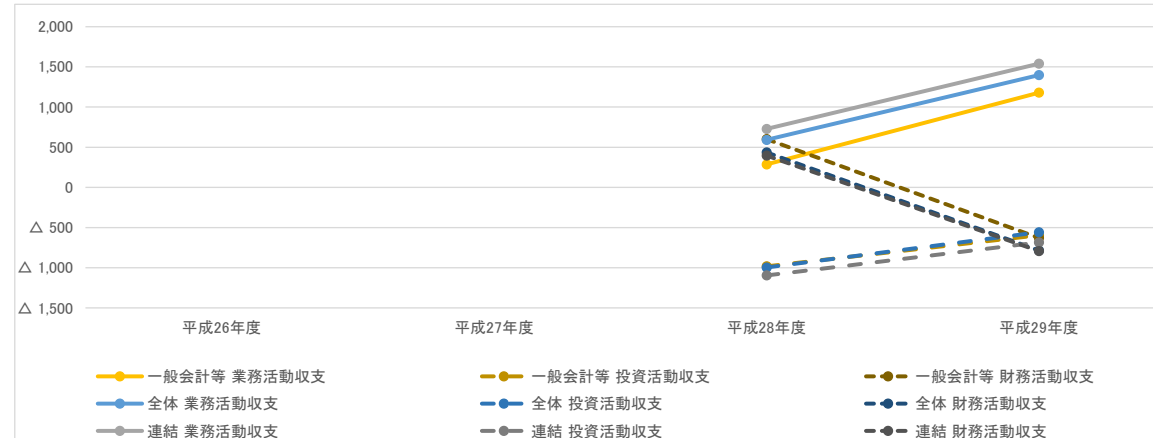 2,000
1,500
1,000
500
0
△ 500
△ 1,000
△ 1,500
平成26年度 平成27年度 平成28年度 平成29年度
一般会計等 業務活動収支 一般会計等 投資活動収支 一般会計等 財務活動収支
全体 業務活動収支 全体 投資活動収支 全体 財務活動収支
連結 業務活動収支 連結 投資活動収支 連結 財務活動収支